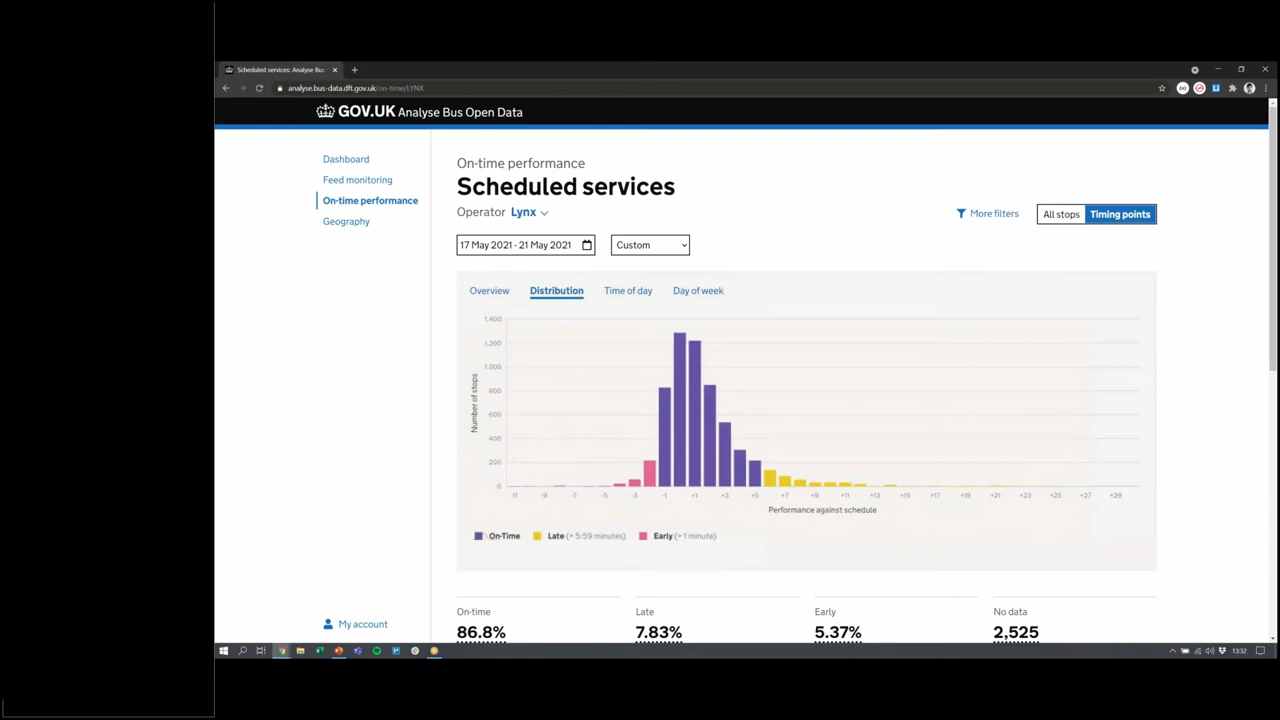 Scheduled services: Analyse Bus
analyse.bus-data.dft.gov.uk/on-time/LYNX
GOV.UK Analyse Bus Open Data
Dashboard
Feed monitoring
On-time performance
Geography
On-time performance
Scheduled services
Operator Lynx
More filters
All stops Timing points
17 May 2021 - 21 May 2021 Custom
Overview Distribution Time of day Day of week
Number of stops
1,400
1,200
1,000
800
600
400
200
0
-11 -9 -7 -5 -3 -1 +1 +3 +5 +7 +9 +11 +13 +15 +17 +19 +21 +23 +25 +27 +29
Performance against schedule
On-Time Late (> 5:59 minutes) Early (> 1 minute)
On-time Late Early No data
86.8% 7.83% 5.37% 2,525
My account
13:32